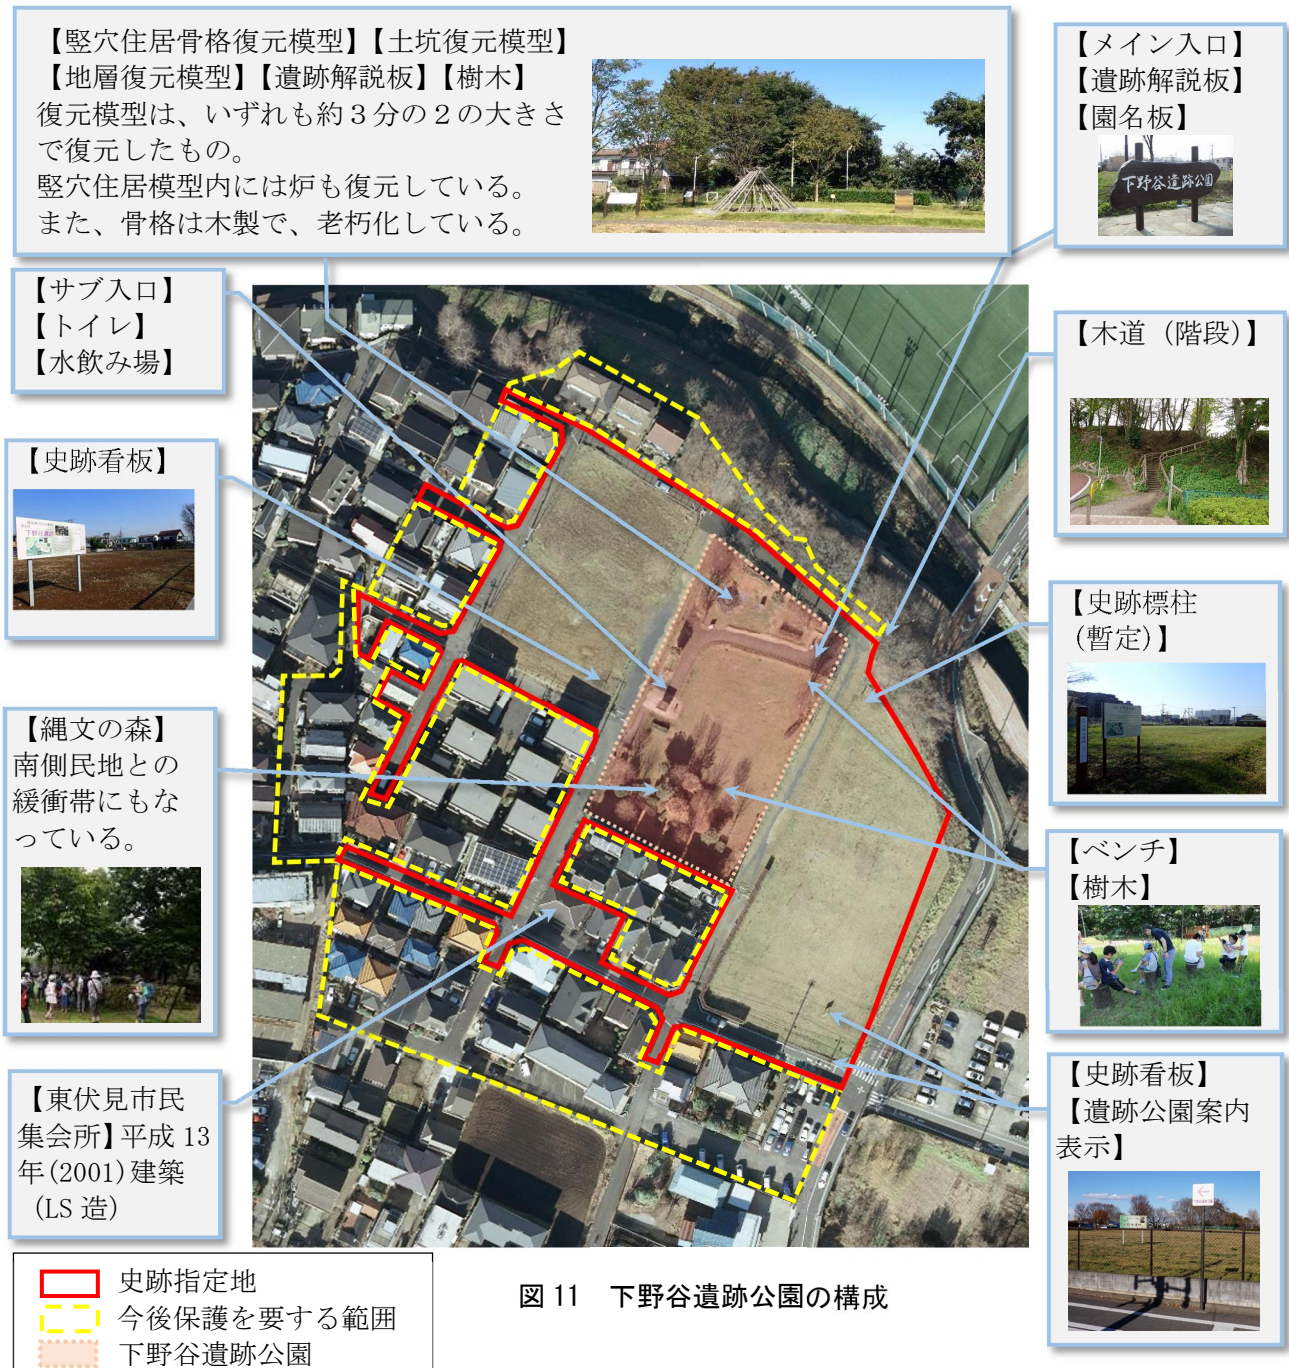 【竪穴住居骨格復元模型】【土坑復元模型】
【地層復元模型】【遺跡解説板】【樹木】
復元模型は、いずれも約３分の２の大きさ
で復元したもの。
竪穴住居模型内には炉も復元している。
また、骨格は木製で、老朽化している。
【メイン入口】
【遺跡解説板】
【園名板】
下野谷遺跡公園
【サブ入口】
【トイレ】
【水飲み場】
【木道（階段）】
【史跡看板】
下野谷遺跡
【史跡標柱
（暫定）】
【縄文の森】
南側民地との
緩衝帯にもな
っている。
【ベンチ】
【樹木】
【東伏見市民
集会所】平成 13
年(2001)建築
（LS 造）
【史跡看板】
【遺跡公園案内
表示】
史跡指定地
今後保護を要する範囲
下野谷遺跡公園
図 11　下野谷遺跡公園の構成